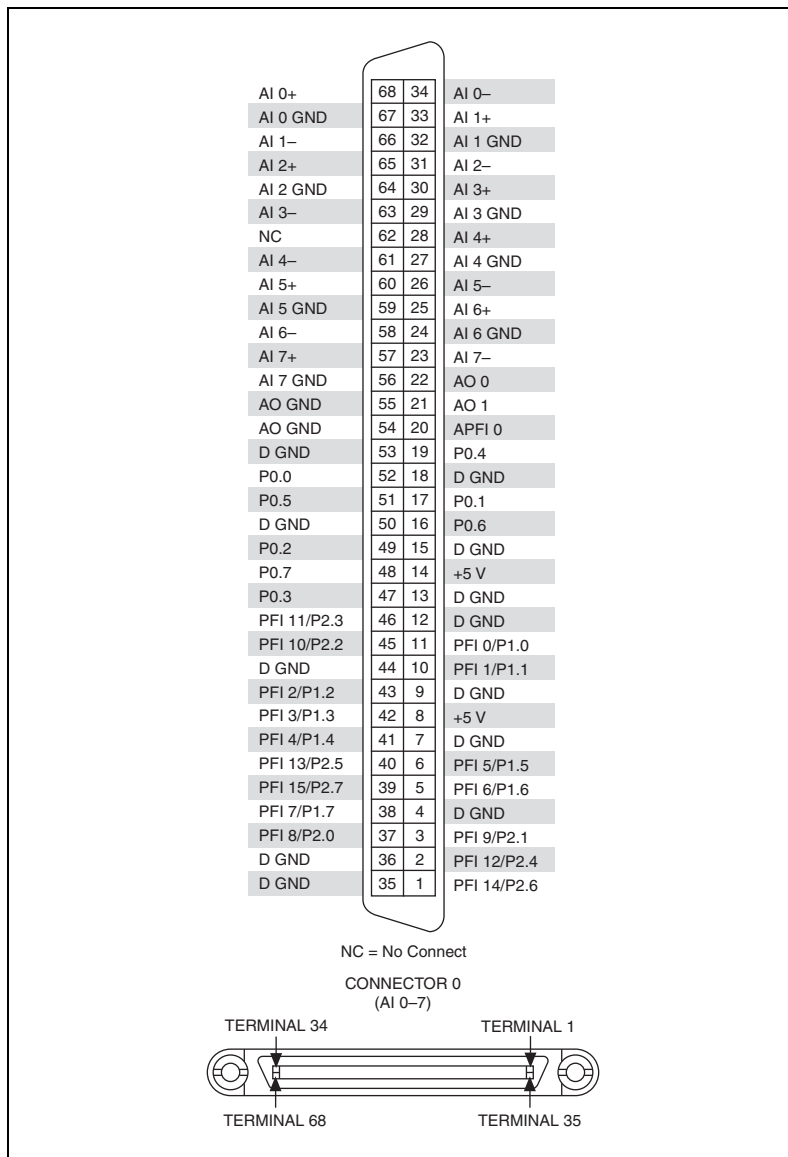 AI 0+ 68 34 AI 0–
AI 0 GND 67 33 AI 1+
AI 1– 66 32 AI 1 GND
AI 2+ 65 31 AI 2–
AI 2 GND 64 30 AI 3+
AI 3– 63 29 AI 3 GND
NC 62 28 AI 4+
AI 4– 61 27 AI 4 GND
AI 5+ 60 26 AI 5–
AI 5 GND 59 25 AI 6+
AI 6– 58 24 AI 6 GND
AI 7+ 57 23 AI 7–
AI 7 GND 56 22 AO 0
AO GND 55 21 AO 1
AO GND 54 20 APFI 0
D GND 53 19 P0.4
P0.0 52 18 D GND
P0.5 51 17 P0.1
D GND 50 16 P0.6
P0.2 49 15 D GND
P0.7 48 14 +5 V
P0.3 47 13 D GND
PFI 11/P2.3 46 12 D GND
PFI 10/P2.2 45 11 PFI 0/P1.0
D GND 44 10 PFI 1/P1.1
PFI 2/P1.2 43 9 D GND
PFI 3/P1.3 42 8 +5 V
PFI 4/P1.4 41 7 D GND
PFI 13/P2.5 40 6 PFI 5/P1.5
PFI 15/P2.7 39 5 PFI 6/P1.6
PFI 7/P1.7 38 4 D GND
PFI 8/P2.0 37 3 PFI 9/P2.1
D GND 36 2 PFI 12/P2.4
D GND 35 1 PFI 14/P2.6
NC = No Connect
CONNECTOR 0
(AI 0–7)
TERMINAL 34 TERMINAL 1
TERMINAL 68 TERMINAL 35